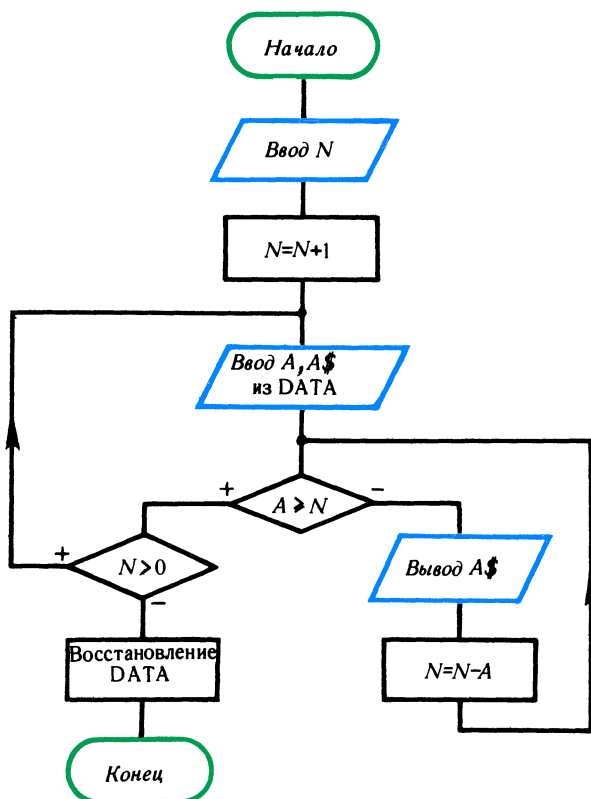 Начало
Ввод N
N=N+1
Ввод A, A$
из DATA
+
A ⩾ N
−
+
N>0
−
Вывод A$
Восстановление
DATA
N=N−A
Конец